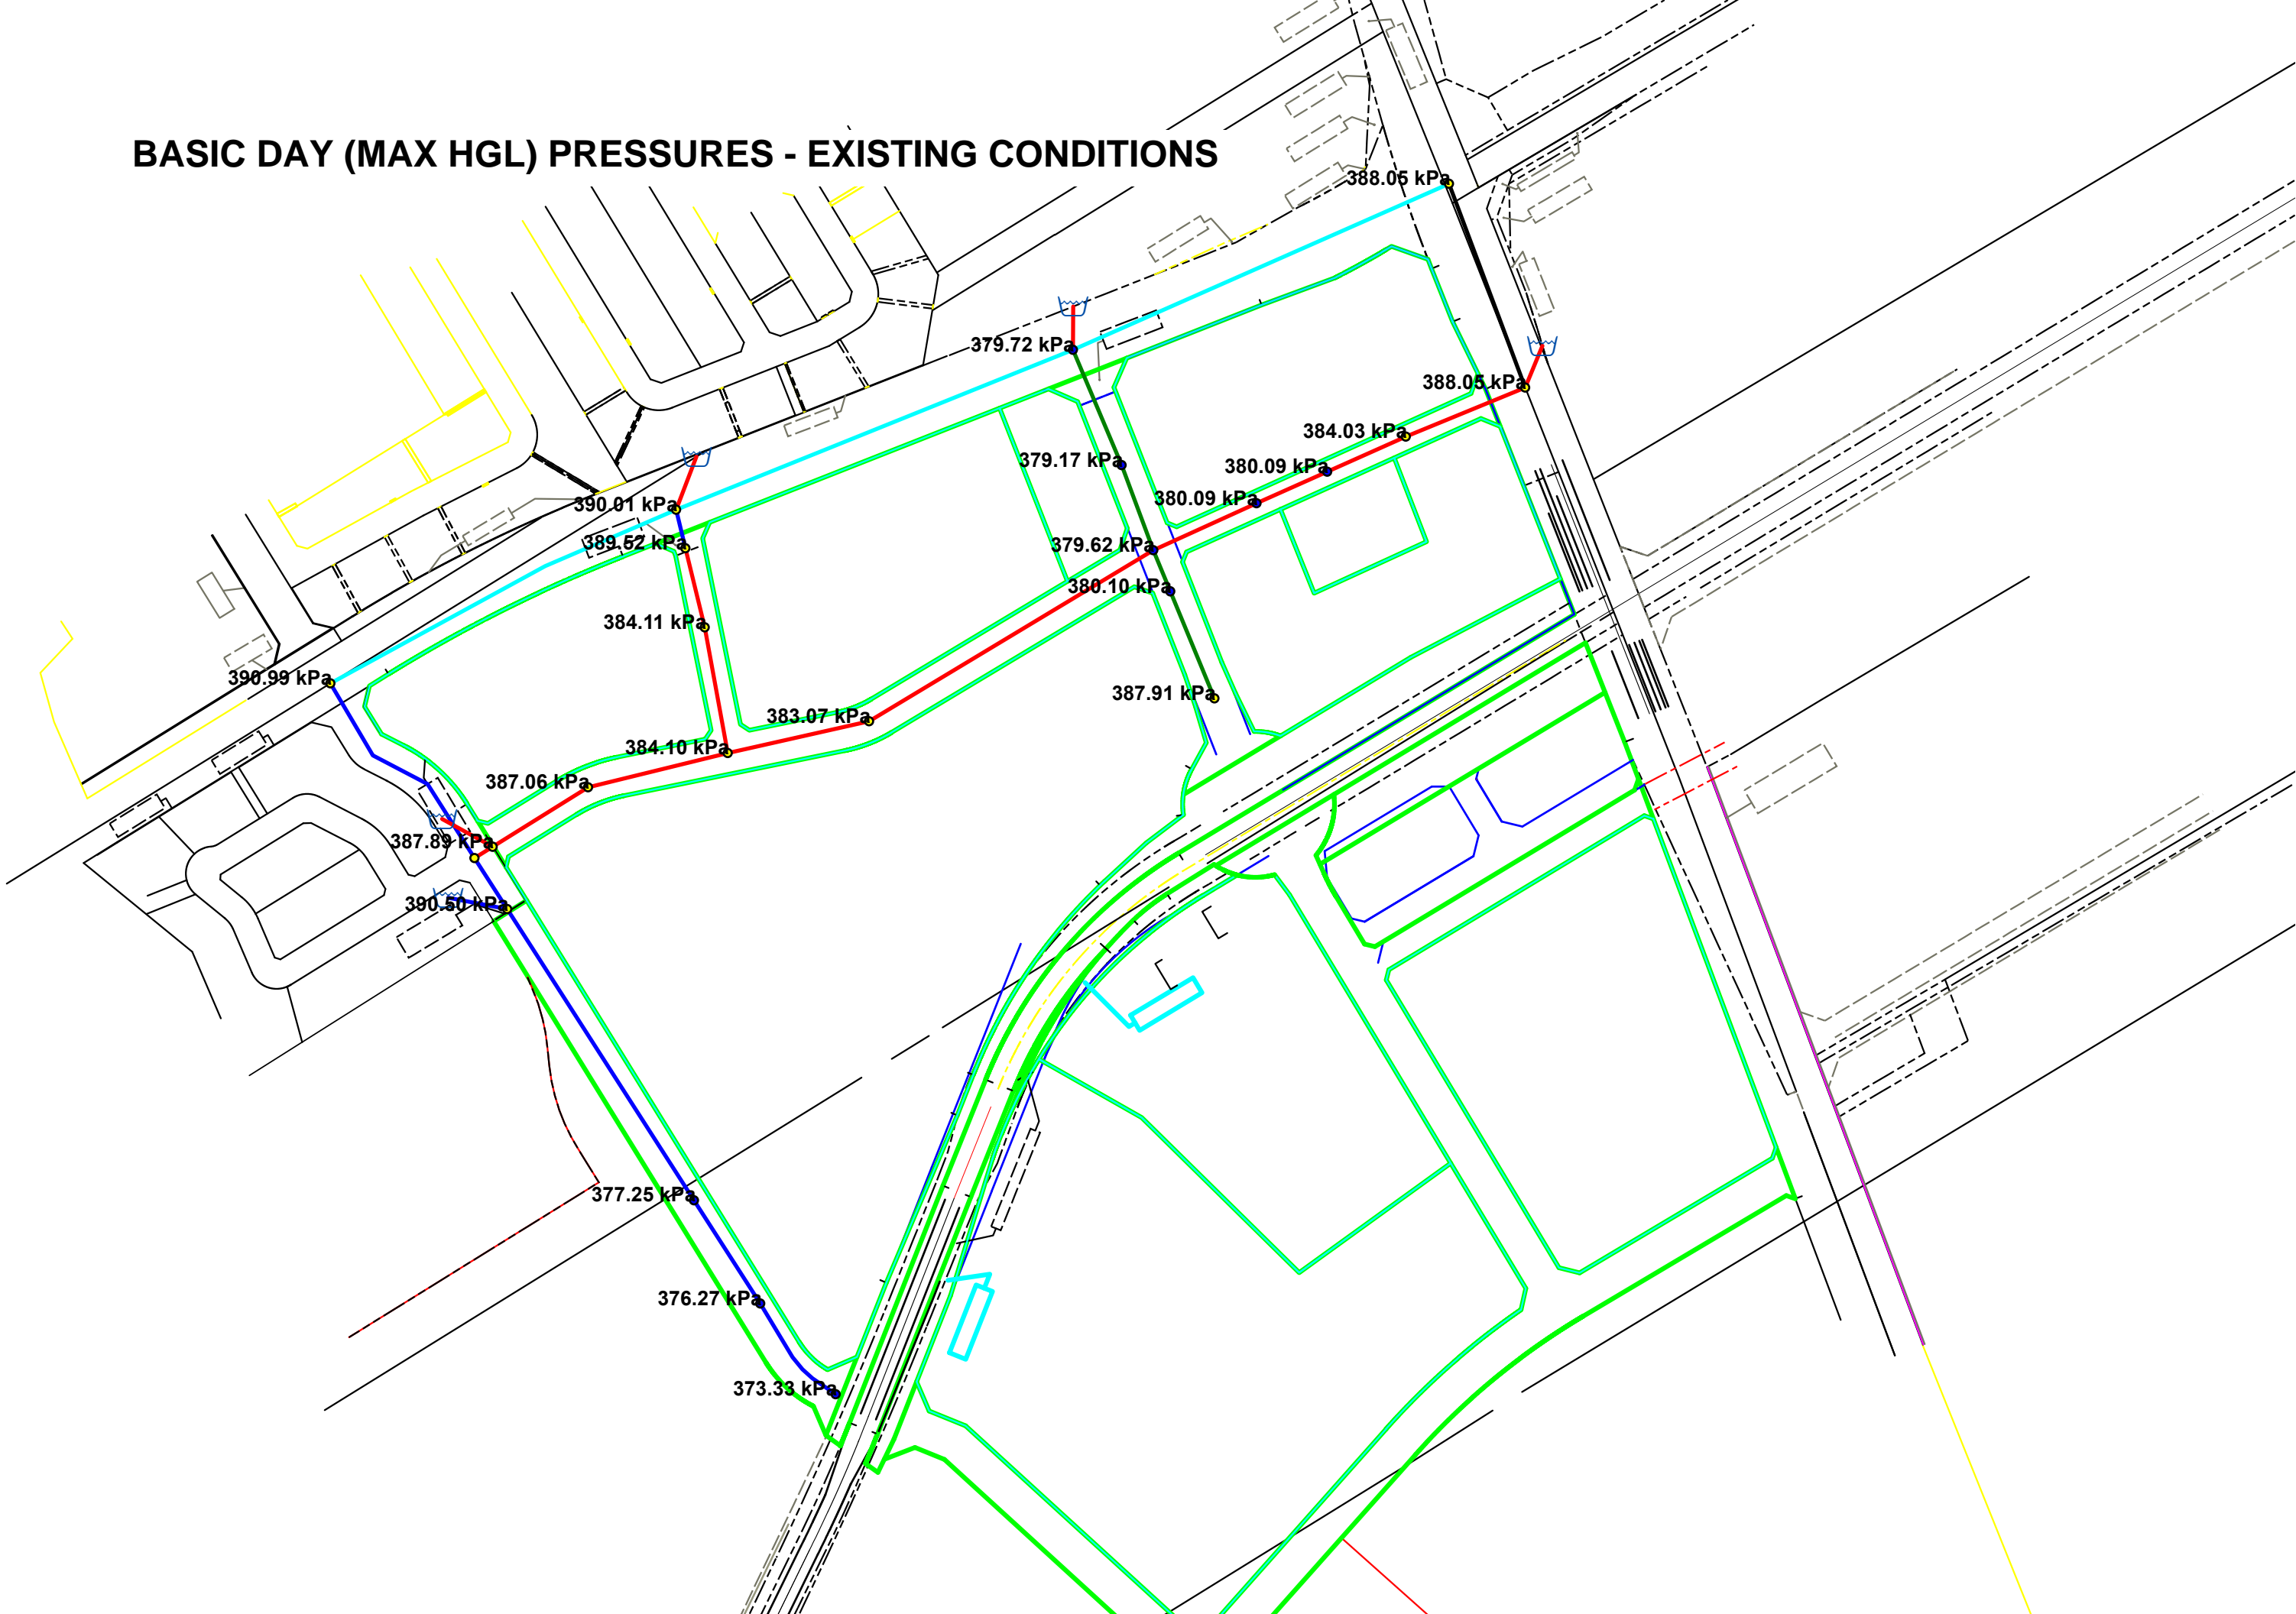 BASIC DAY (MAX HGL) PRESSURES - EXISTING CONDITIONS
388.05 kPa
379.72 kPa
388.05 kPa
384.03 kPa
379.17 kPa
380.09 kPa
380.09 kPa
390.01 kPa
389.52 kPa
379.62 kPa
380.10 kPa
384.11 kPa
390.99 kPa
387.91 kPa
383.07 kPa
384.10 kPa
387.06 kPa
387.89 kPa
390.50 kPa
377.25 kPa
376.27 kPa
373.33 kPa